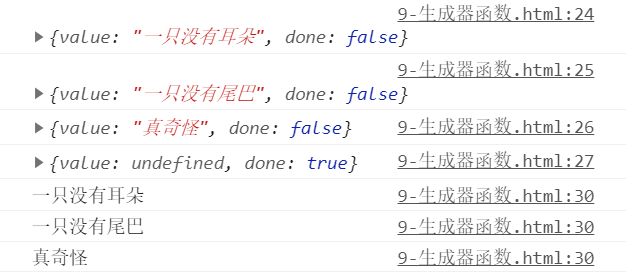 9-生成器函数.html:24
▶{value: "一只没有耳朵", done: false}
9-生成器函数.html:25
▶{value: "一只没有尾巴", done: false}
▶{value: "真奇怪", done: false} 9-生成器函数.html:26
▶{value: undefined, done: true} 9-生成器函数.html:27
一只没有耳朵 9-生成器函数.html:30
一只没有尾巴 9-生成器函数.html:30
真奇怪 9-生成器函数.html:30